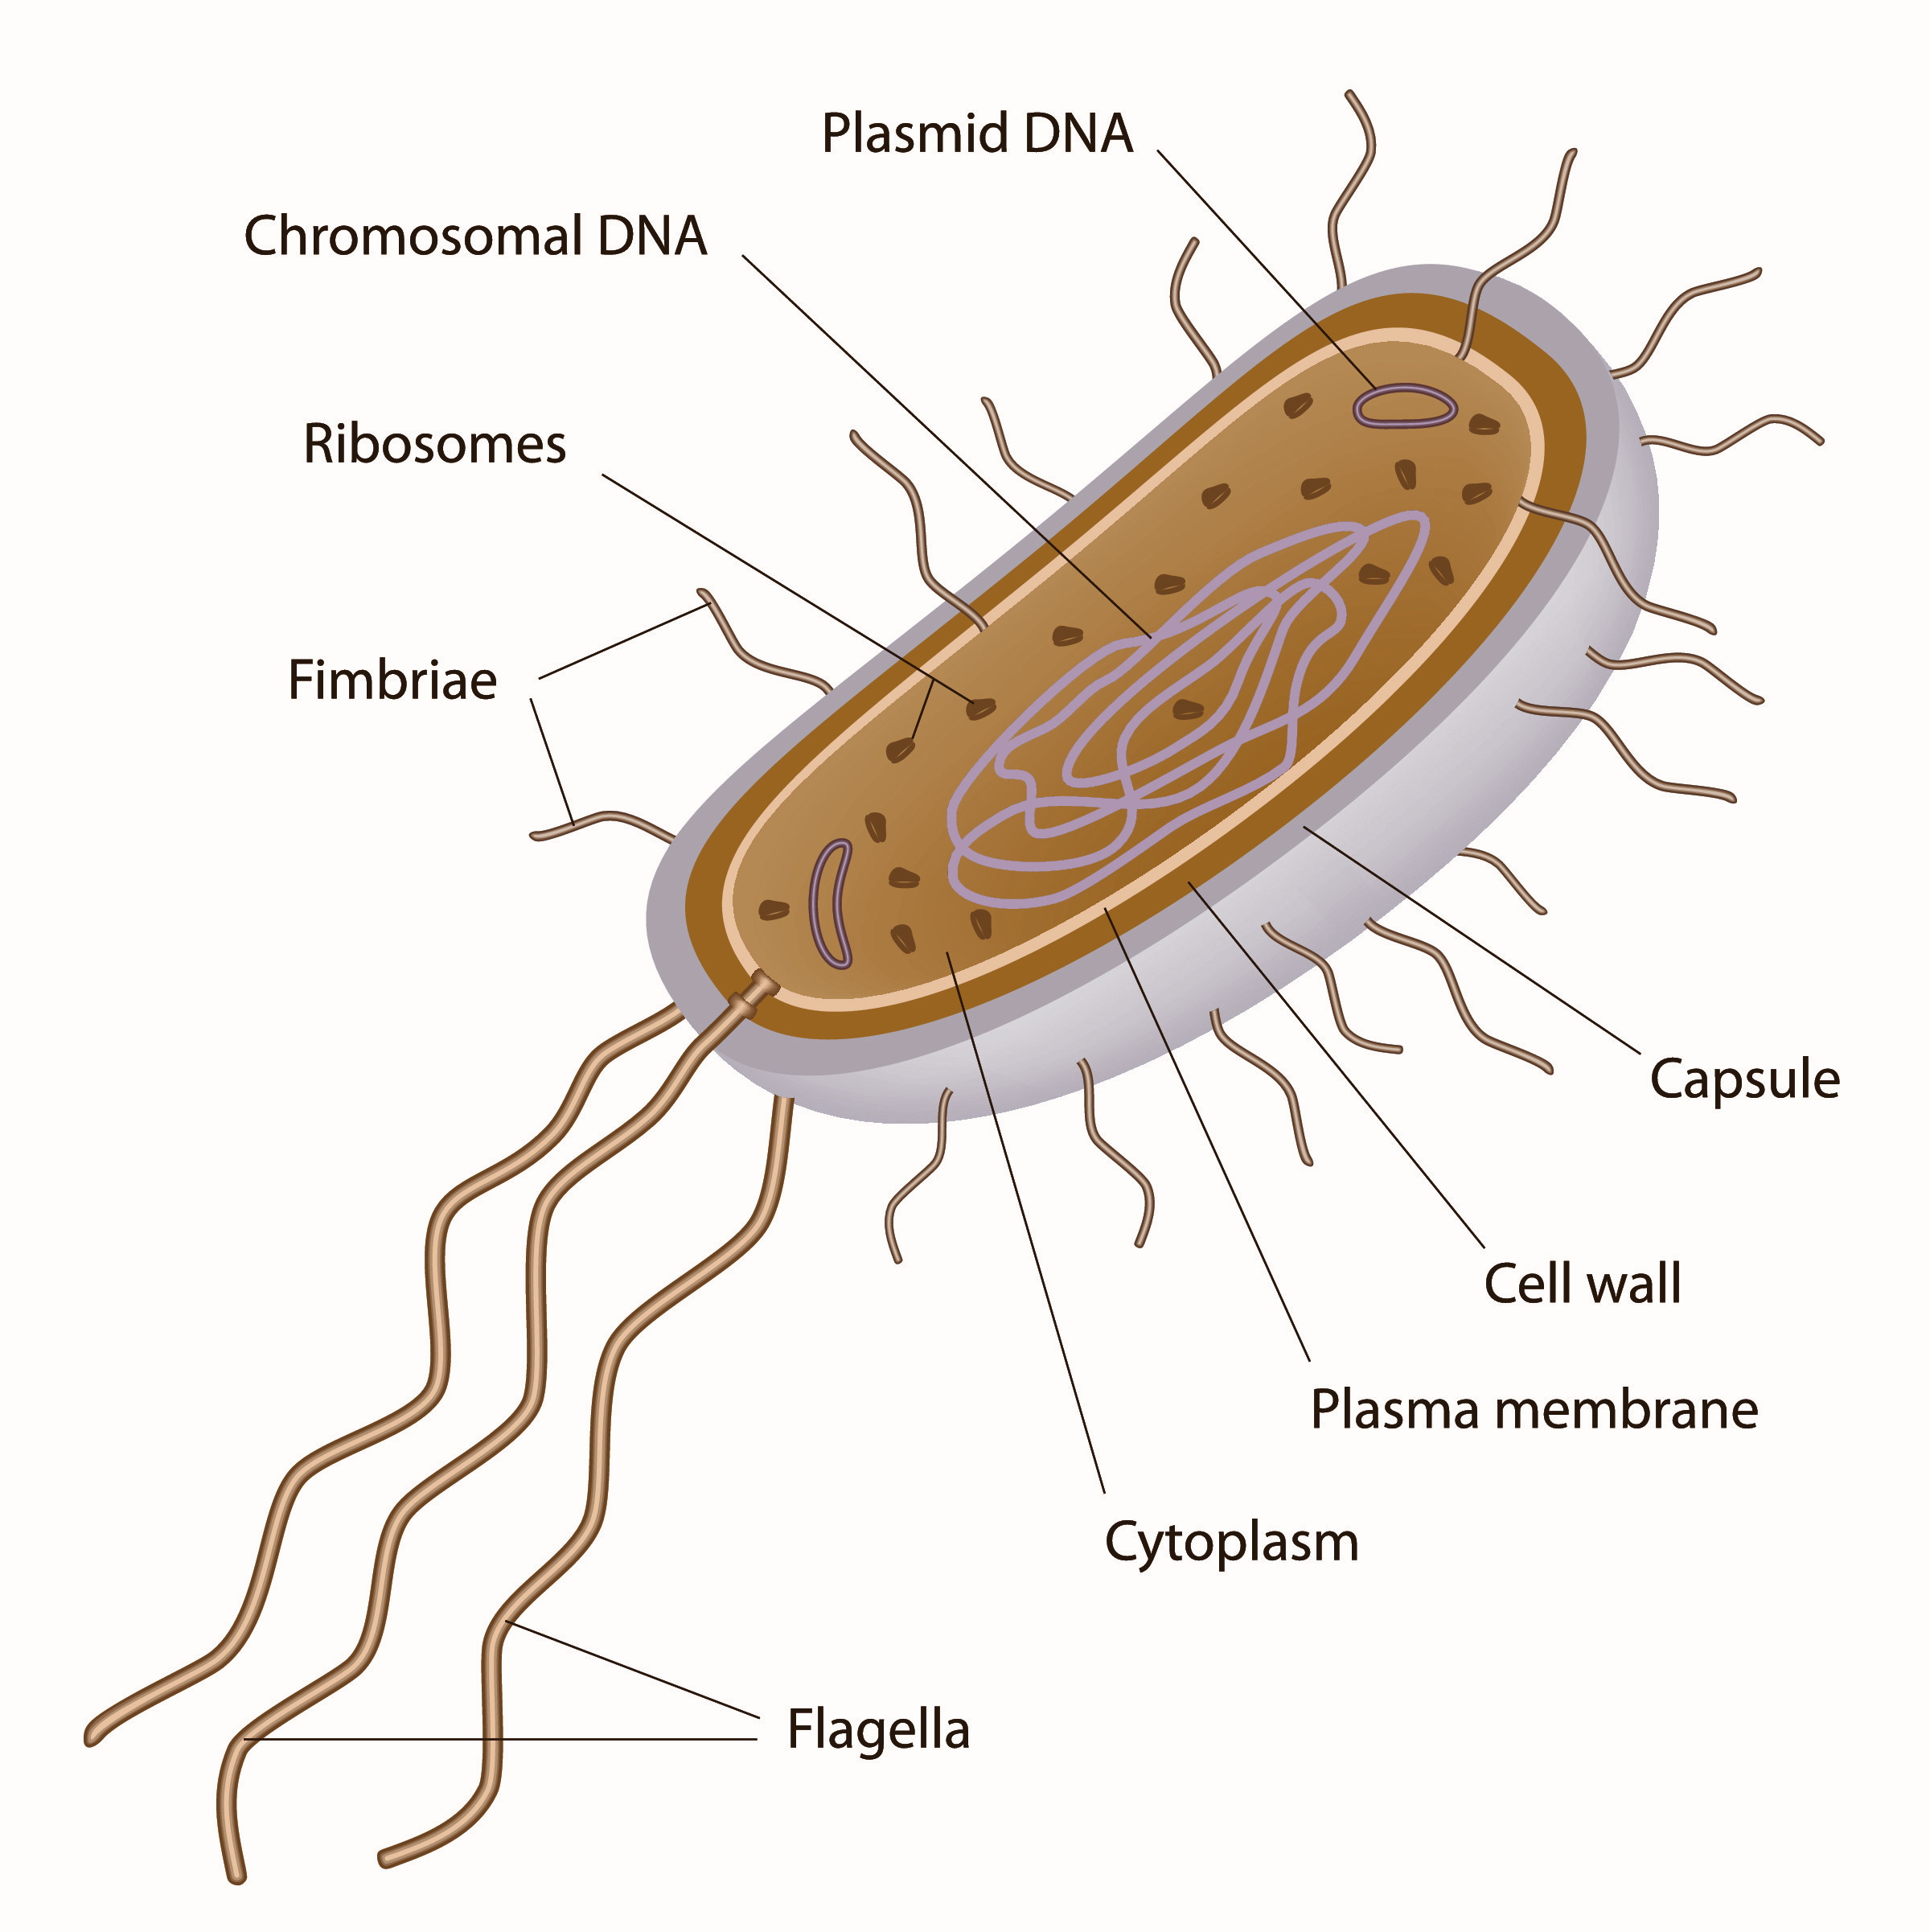 Plasmid DNA
Chromosomal DNA
Ribosomes
Fimbriae
Capsule
Cell wall
Plasma membrane
Cytoplasm
Flagella